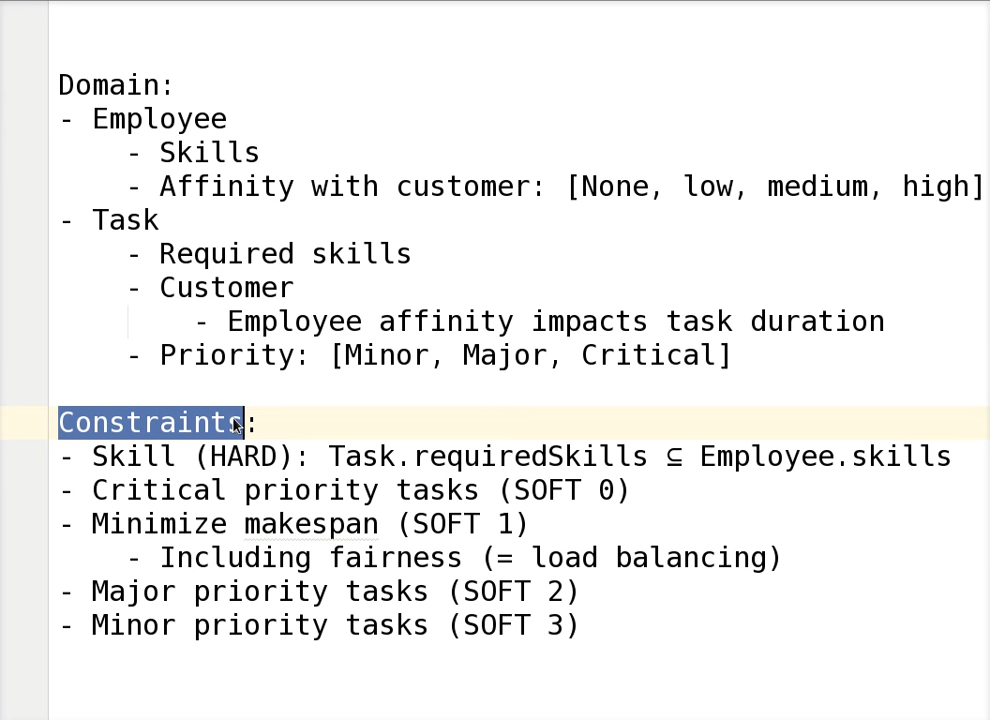 Domain:
- Employee
    - Skills
    - Affinity with customer: [None, low, medium, high]
- Task
    - Required skills
    - Customer
        - Employee affinity impacts task duration
    - Priority: [Minor, Major, Critical]
Constraints:
- Skill (HARD): Task.requiredSkills ⊆ Employee.skills
- Critical priority tasks (SOFT 0)
- Minimize makespan (SOFT 1)
    - Including fairness (= load balancing)
- Major priority tasks (SOFT 2)
- Minor priority tasks (SOFT 3)